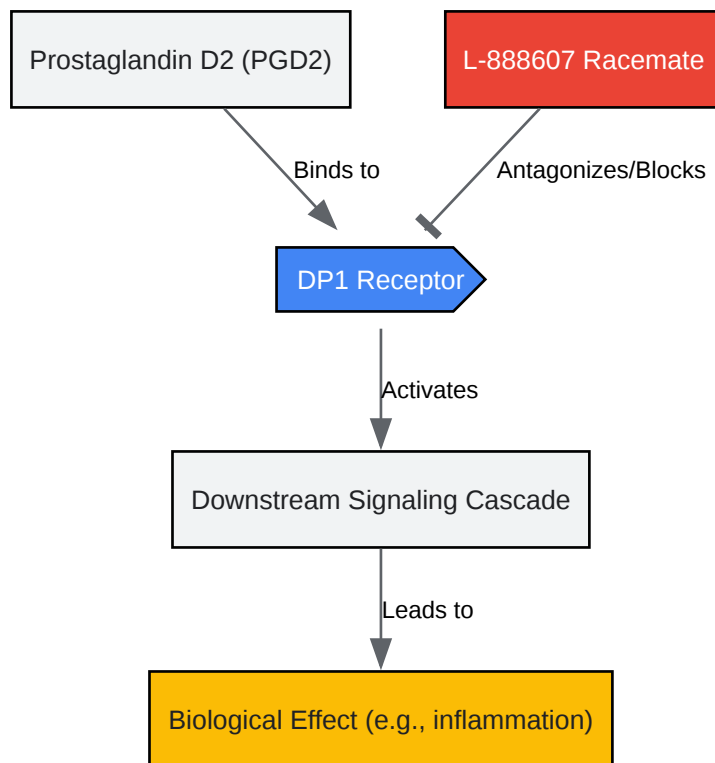 Prostaglandin D2 (PGD2)
L-888607 Racemate
Binds to
Antagonizes/Blocks
DP1 Receptor
Activates
Downstream Signaling Cascade
Leads to
Biological Effect (e.g., inflammation)